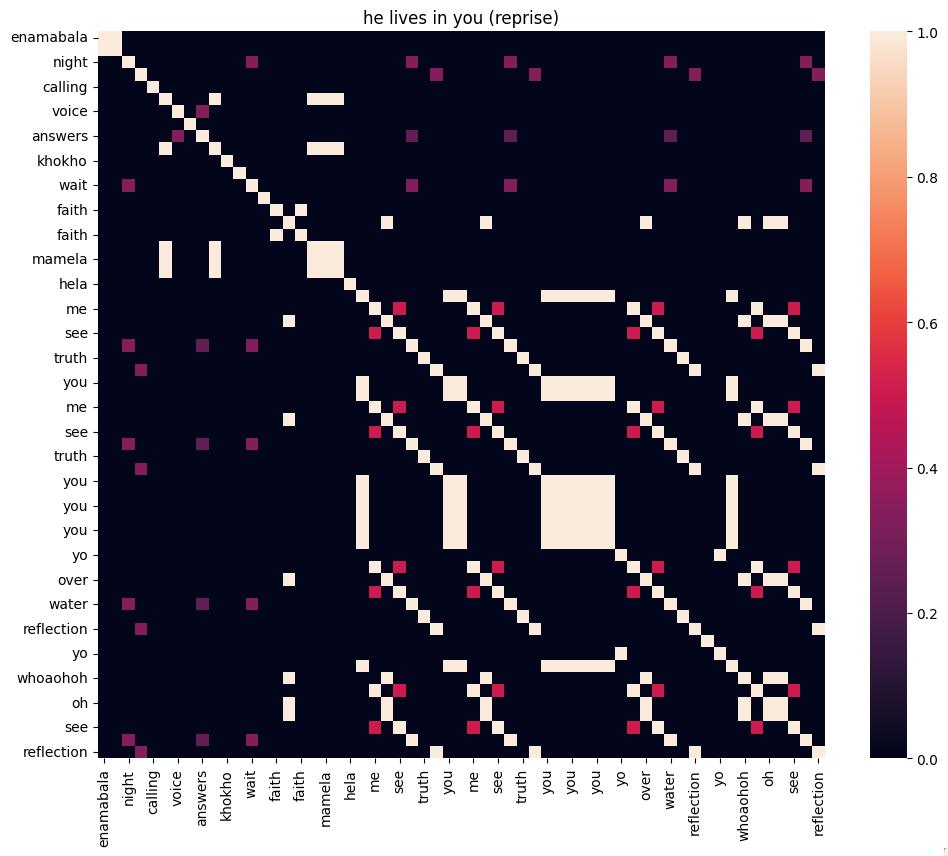 he lives in you (reprise)
enamabala
night
calling
voice
answers
khokho
wait
faith
faith
mamela
hela
me
see
truth
you
me
see
truth
you
you
you
yo
over
water
reflection
yo
whoaohoh
oh
see
reflection
1.0
0.8
0.6
0.4
0.2
0.0
enamabala
night
calling
voice
answers
khokho
wait
faith
faith
mamela
hela
me
see
truth
you
me
see
truth
you
you
you
yo
over
water
reflection
yo
whoaohoh
oh
see
reflection